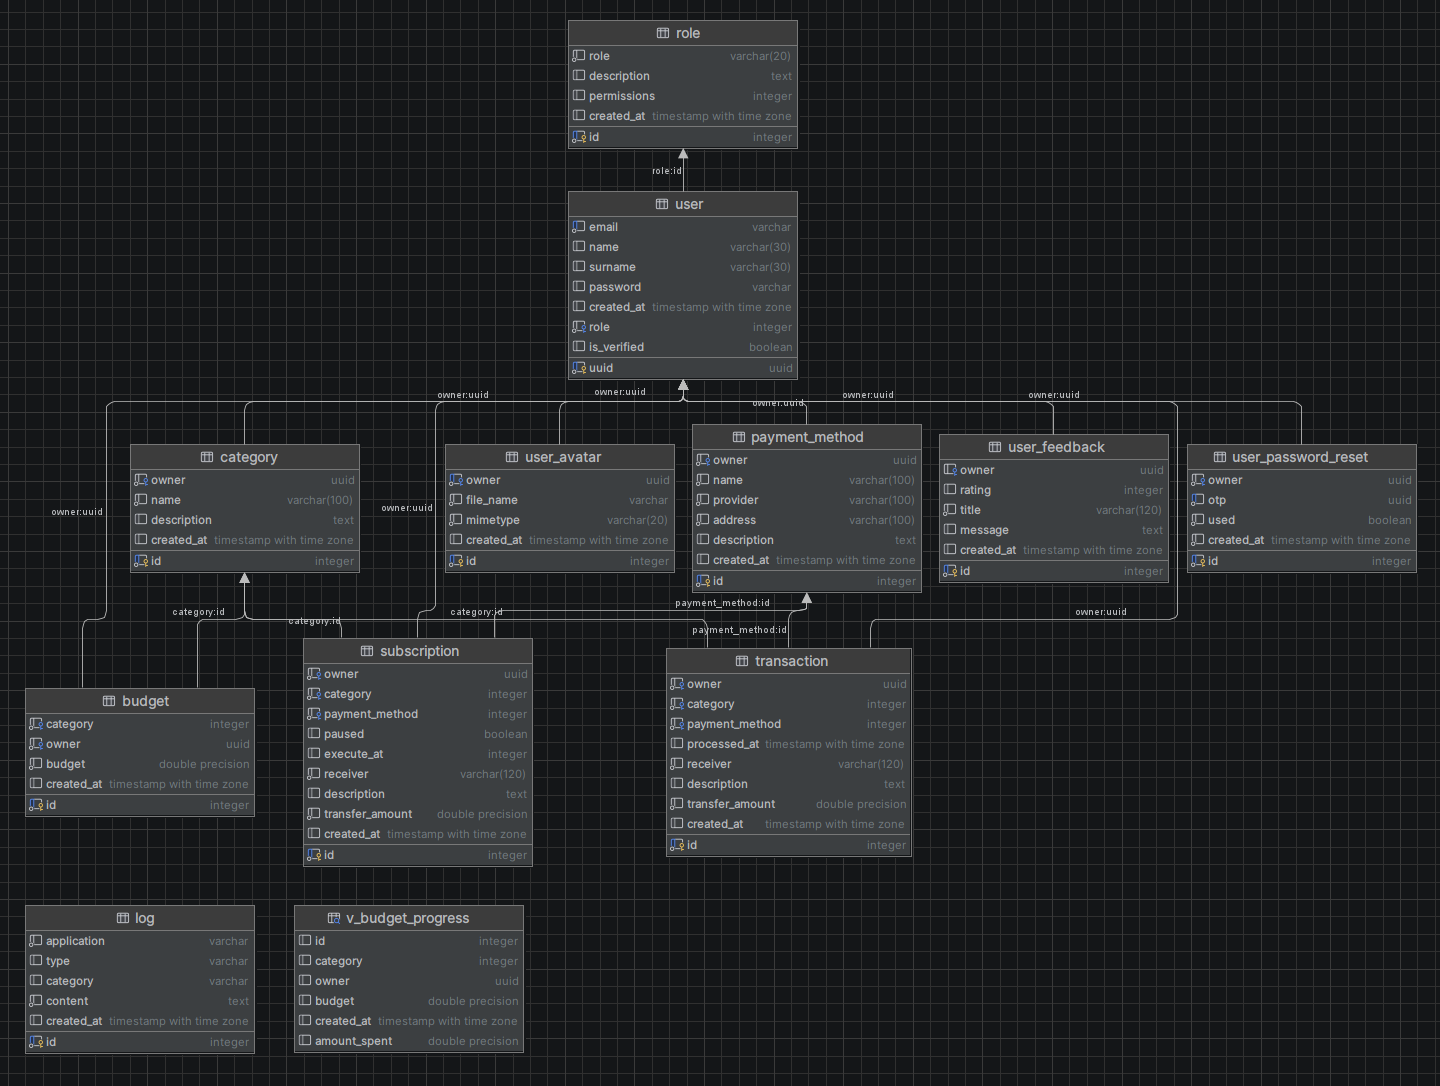 role
role varchar(20)
description text
permissions integer
created_at timestamp with time zone
id integer
role:id
user
email varchar
name varchar(30)
surname varchar(30)
password varchar
created_at timestamp with time zone
role integer
is_verified boolean
uuid uuid
owner:uuid
owner:uuid
owner:uuid
owner:uuid
owner:uuid
category
owner uuid
name varchar(100)
description text
created_at timestamp with time zone
id integer
user_avatar
owner uuid
file_name varchar
mimetype varchar(20)
created_at timestamp with time zone
id integer
payment_method
owner uuid
name varchar(100)
provider varchar(100)
address varchar(100)
description text
created_at timestamp with time zone
id integer
user_feedback
owner uuid
rating integer
title varchar(120)
message text
created_at timestamp with time zone
id integer
user_password_reset
owner uuid
otp uuid
used boolean
created_at timestamp with time zone
id integer
owner:uuid
owner:uuid
category:id
category:id
category:id
payment_method:id
payment_method:id
owner:uuid
budget
category integer
owner uuid
budget double precision
created_at timestamp with time zone
id integer
subscription
owner uuid
category integer
payment_method integer
paused boolean
execute_at integer
receiver varchar(120)
description text
transfer_amount double precision
created_at timestamp with time zone
id integer
transaction
owner uuid
category integer
payment_method integer
processed_at timestamp with time zone
receiver varchar(120)
description text
transfer_amount double precision
created_at timestamp with time zone
id integer
log
application varchar
type varchar
category varchar
content text
created_at timestamp with time zone
id integer
v_budget_progress
id integer
category integer
owner uuid
budget double precision
created_at timestamp with time zone
amount_spent double precision